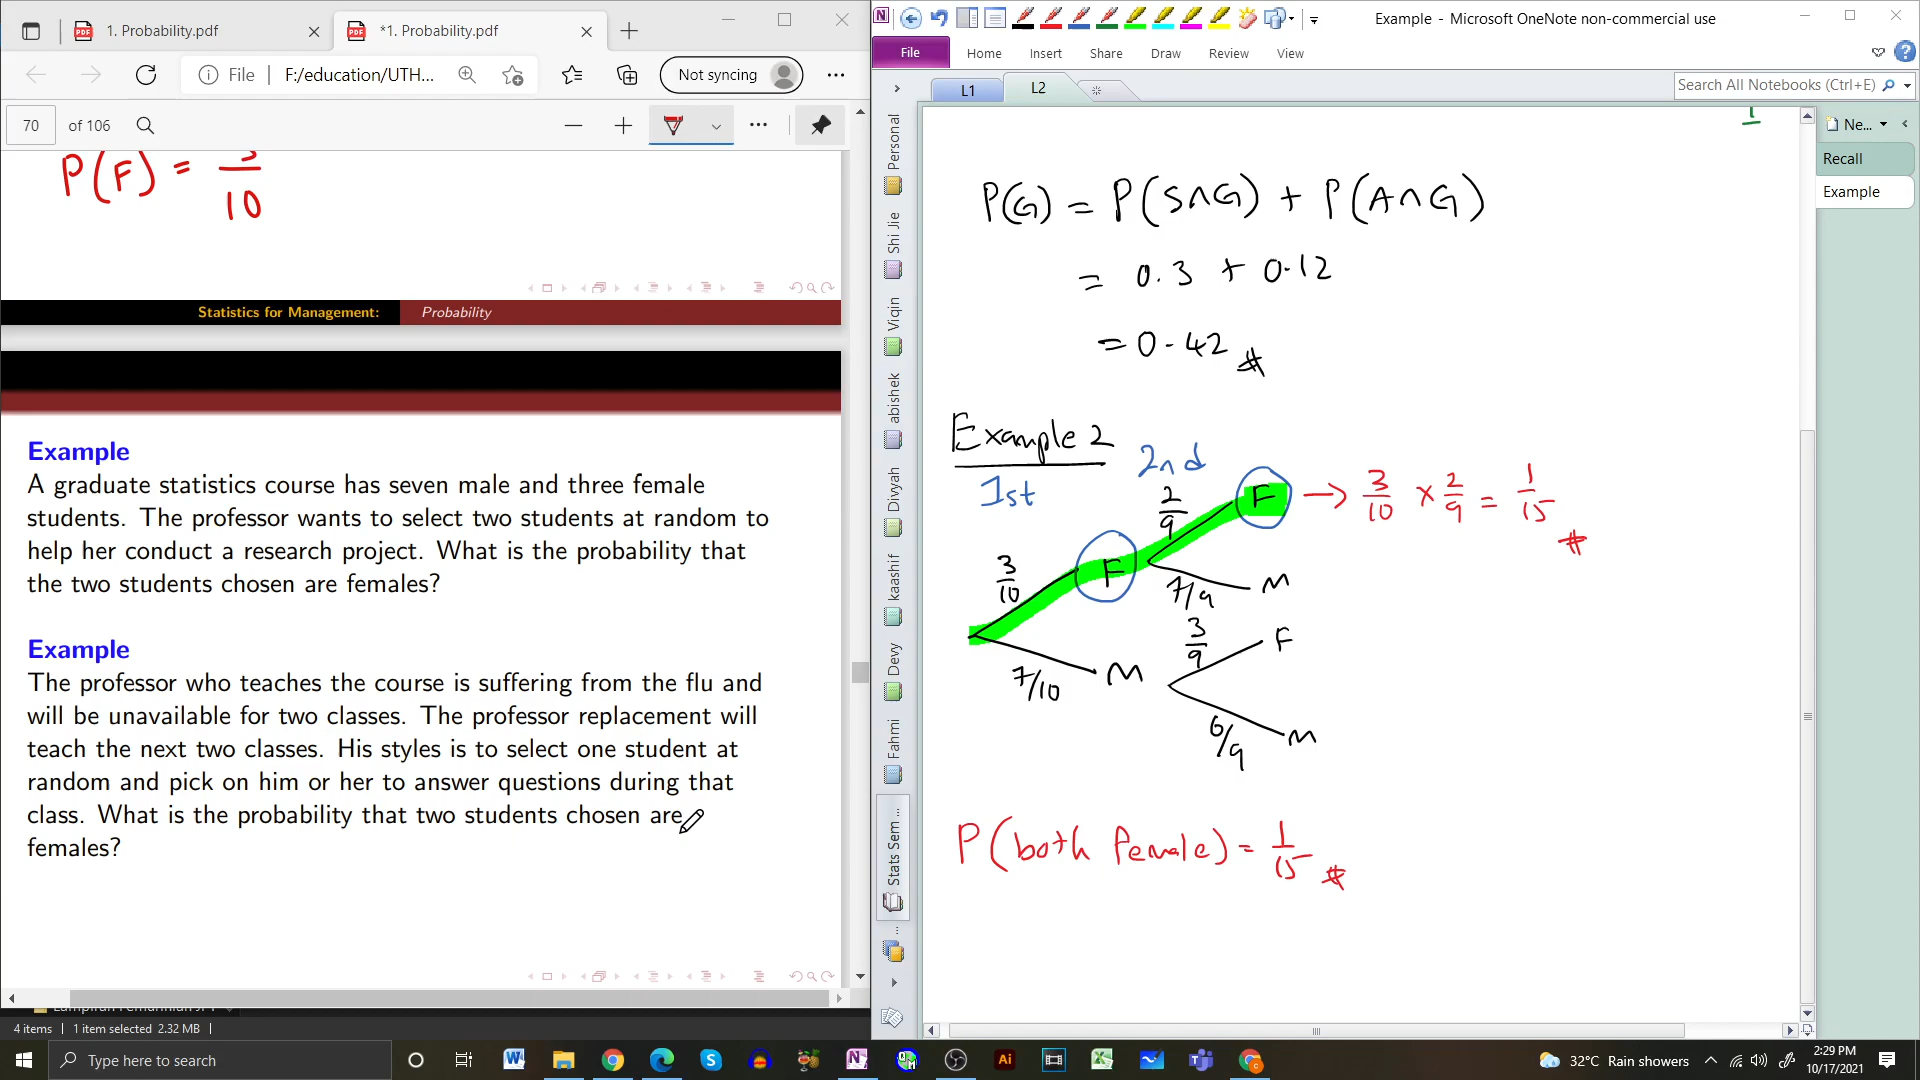 1. Probability.pdf
*1. Probability.pdf
File
F:/education/UTH...
Not syncing
70
of 106
P(F) = 3/10
Statistics for Management:
Probability
Example
A graduate statistics course has seven male and three female
students. The professor wants to select two students at random to
help her conduct a research project. What is the probability that
the two students chosen are females?
Example
The professor who teaches the course is suffering from the flu and
will be unavailable for two classes. The professor replacement will
teach the next two classes. His styles is to select one student at
random and pick on him or her to answer questions during that
class. What is the probability that two students chosen are
females?
4 items
1 item selected 2.32 MB
Example - Microsoft OneNote non-commercial use
File
Home
Insert
Share
Draw
Review
View
L1
L2
Search All Notebooks (Ctrl+E)
Personal
Shi Jie
Viqin
abishek
Divyah
kaashif
Devy
Fahmi
Stats Sem ...
Ne...
Recall
Example
P(G) = P(S∩G) + P(A∩G)
= 0.3 + 0.12
= 0.42
Example 2
1st
2nd
3/10
F
2/9
F
→ 3/10 × 2/9 = 1/15
7/9
M
7/10
M
3/9
F
6/9
M
P(both female) = 1/15
Type here to search
32°C Rain showers
2:29 PM
10/17/2021